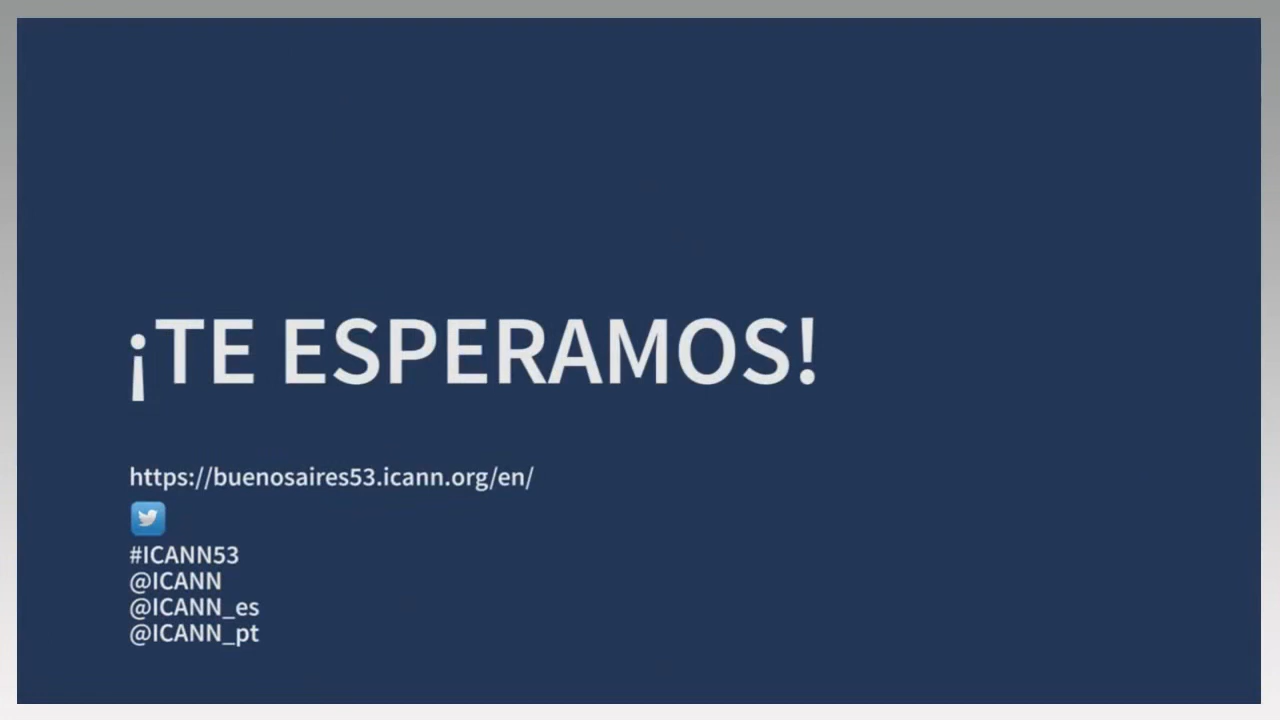 ¡TE ESPERAMOS!
https://buenosaires53.icann.org/en/
#ICANN53
@ICANN
@ICANN_es
@ICANN_pt